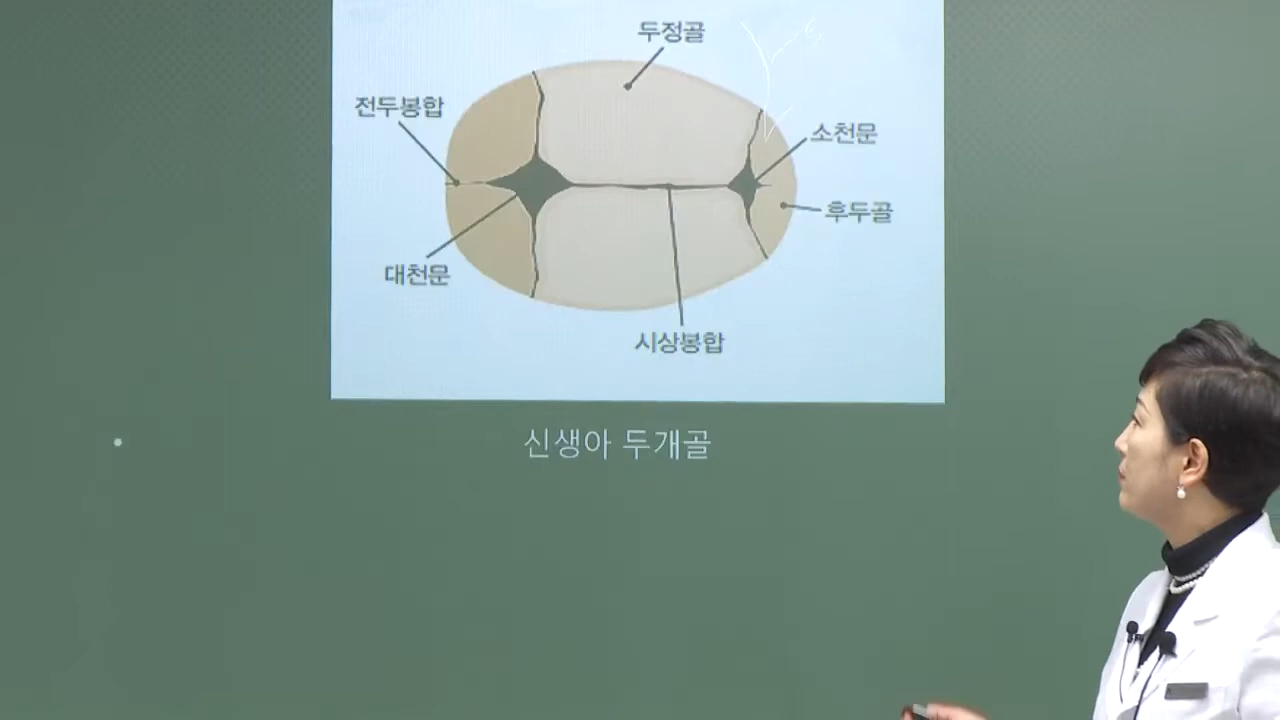 두정골
전두봉합
소천문
후두골
대천문
시상봉합
신생아 두개골